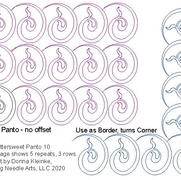 Panto - no offset
Use as Border, turns Corner
ttersweet Panto 10
age shows 5 repeats, 3 rows
t by Donna Kleinke,
g Needle Arts, LLC 2020